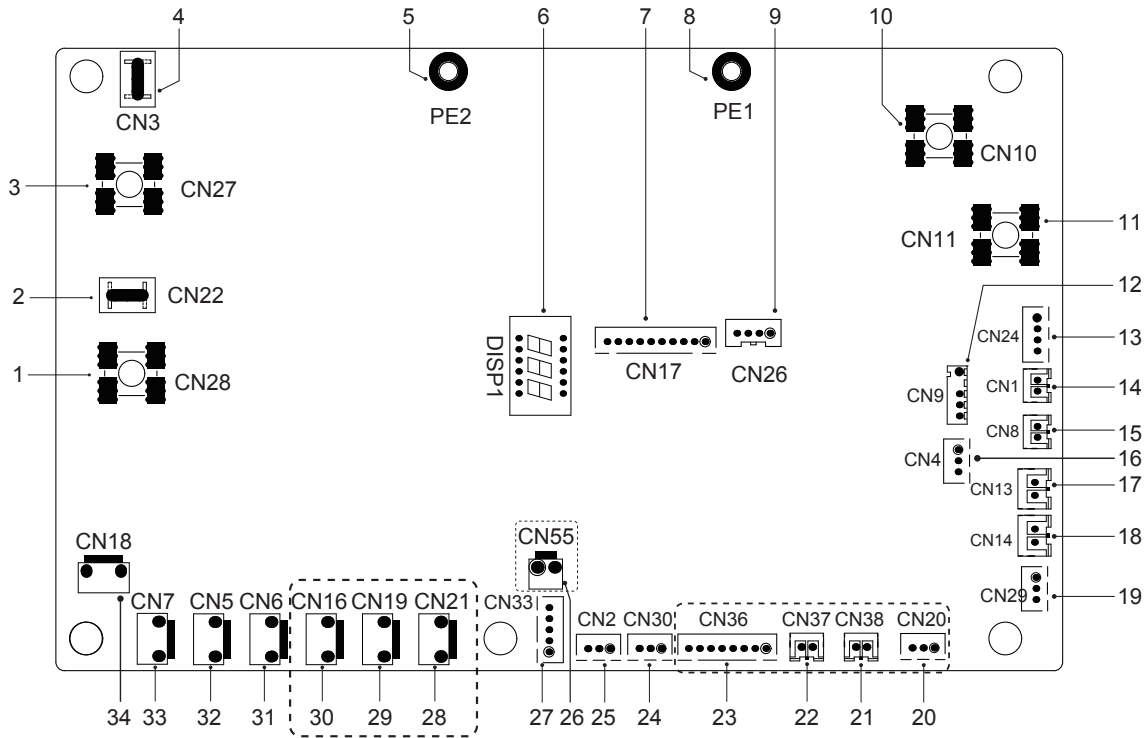 4 5 6 7 8 9 10
CN3 PE2 PE1
CN10
3 CN27
CN11 11
2 CN22 12
DISP1 CN17 CN26 CN24 13
1 CN28 CN9 CN1 14
CN8 15
CN4 16
CN13 17
CN18 CN55 CN14 18
CN7 CN5 CN6 CN16 CN19 CN21 CN33 CN2 CN30 CN36 CN37 CN38 CN20 CN29 19
34 33 32 31 30 29 28 27 26 25 24 23 22 21 20